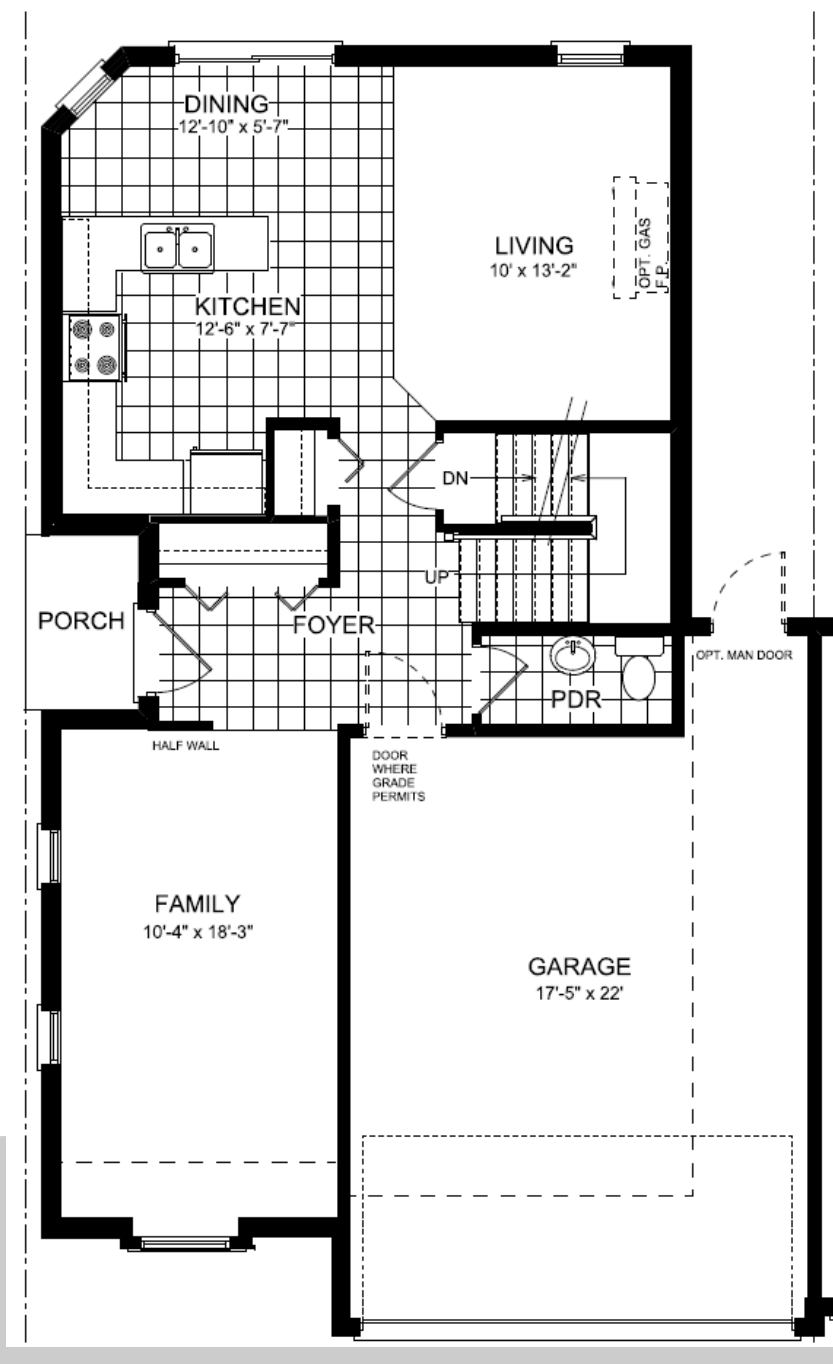 DINING
12'-10" x 5'-7"
LIVING
10' x 13'-2"
OPT. GAS
F.P.
KITCHEN
12'-6" x 7'-7"
DN
UP
PORCH
FOYER
PDR
OPT. MAN DOOR
HALF WALL
DOOR
WHERE
GRADE
PERMITS
FAMILY
10'-4" x 18'-3"
GARAGE
17'-5" x 22'